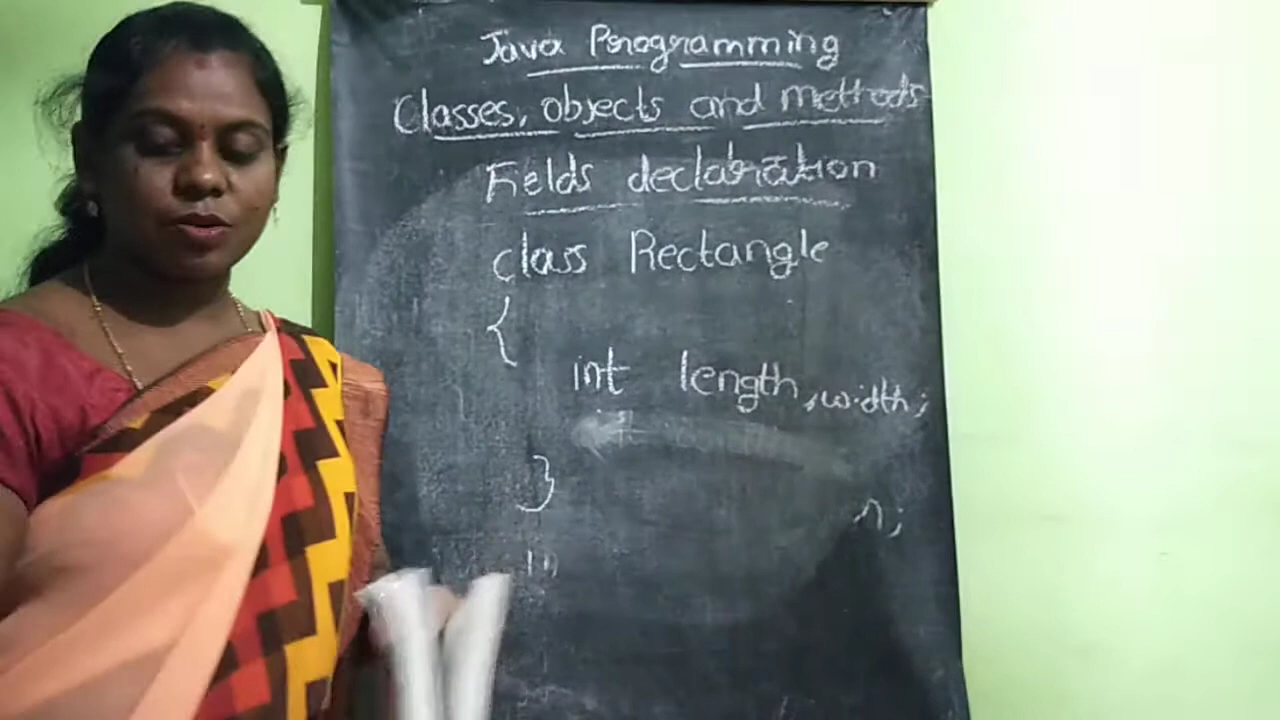 Java Programming
Classes, objects and methods
Fields declaration
class Rectangle
{
int length, width;
}
n;